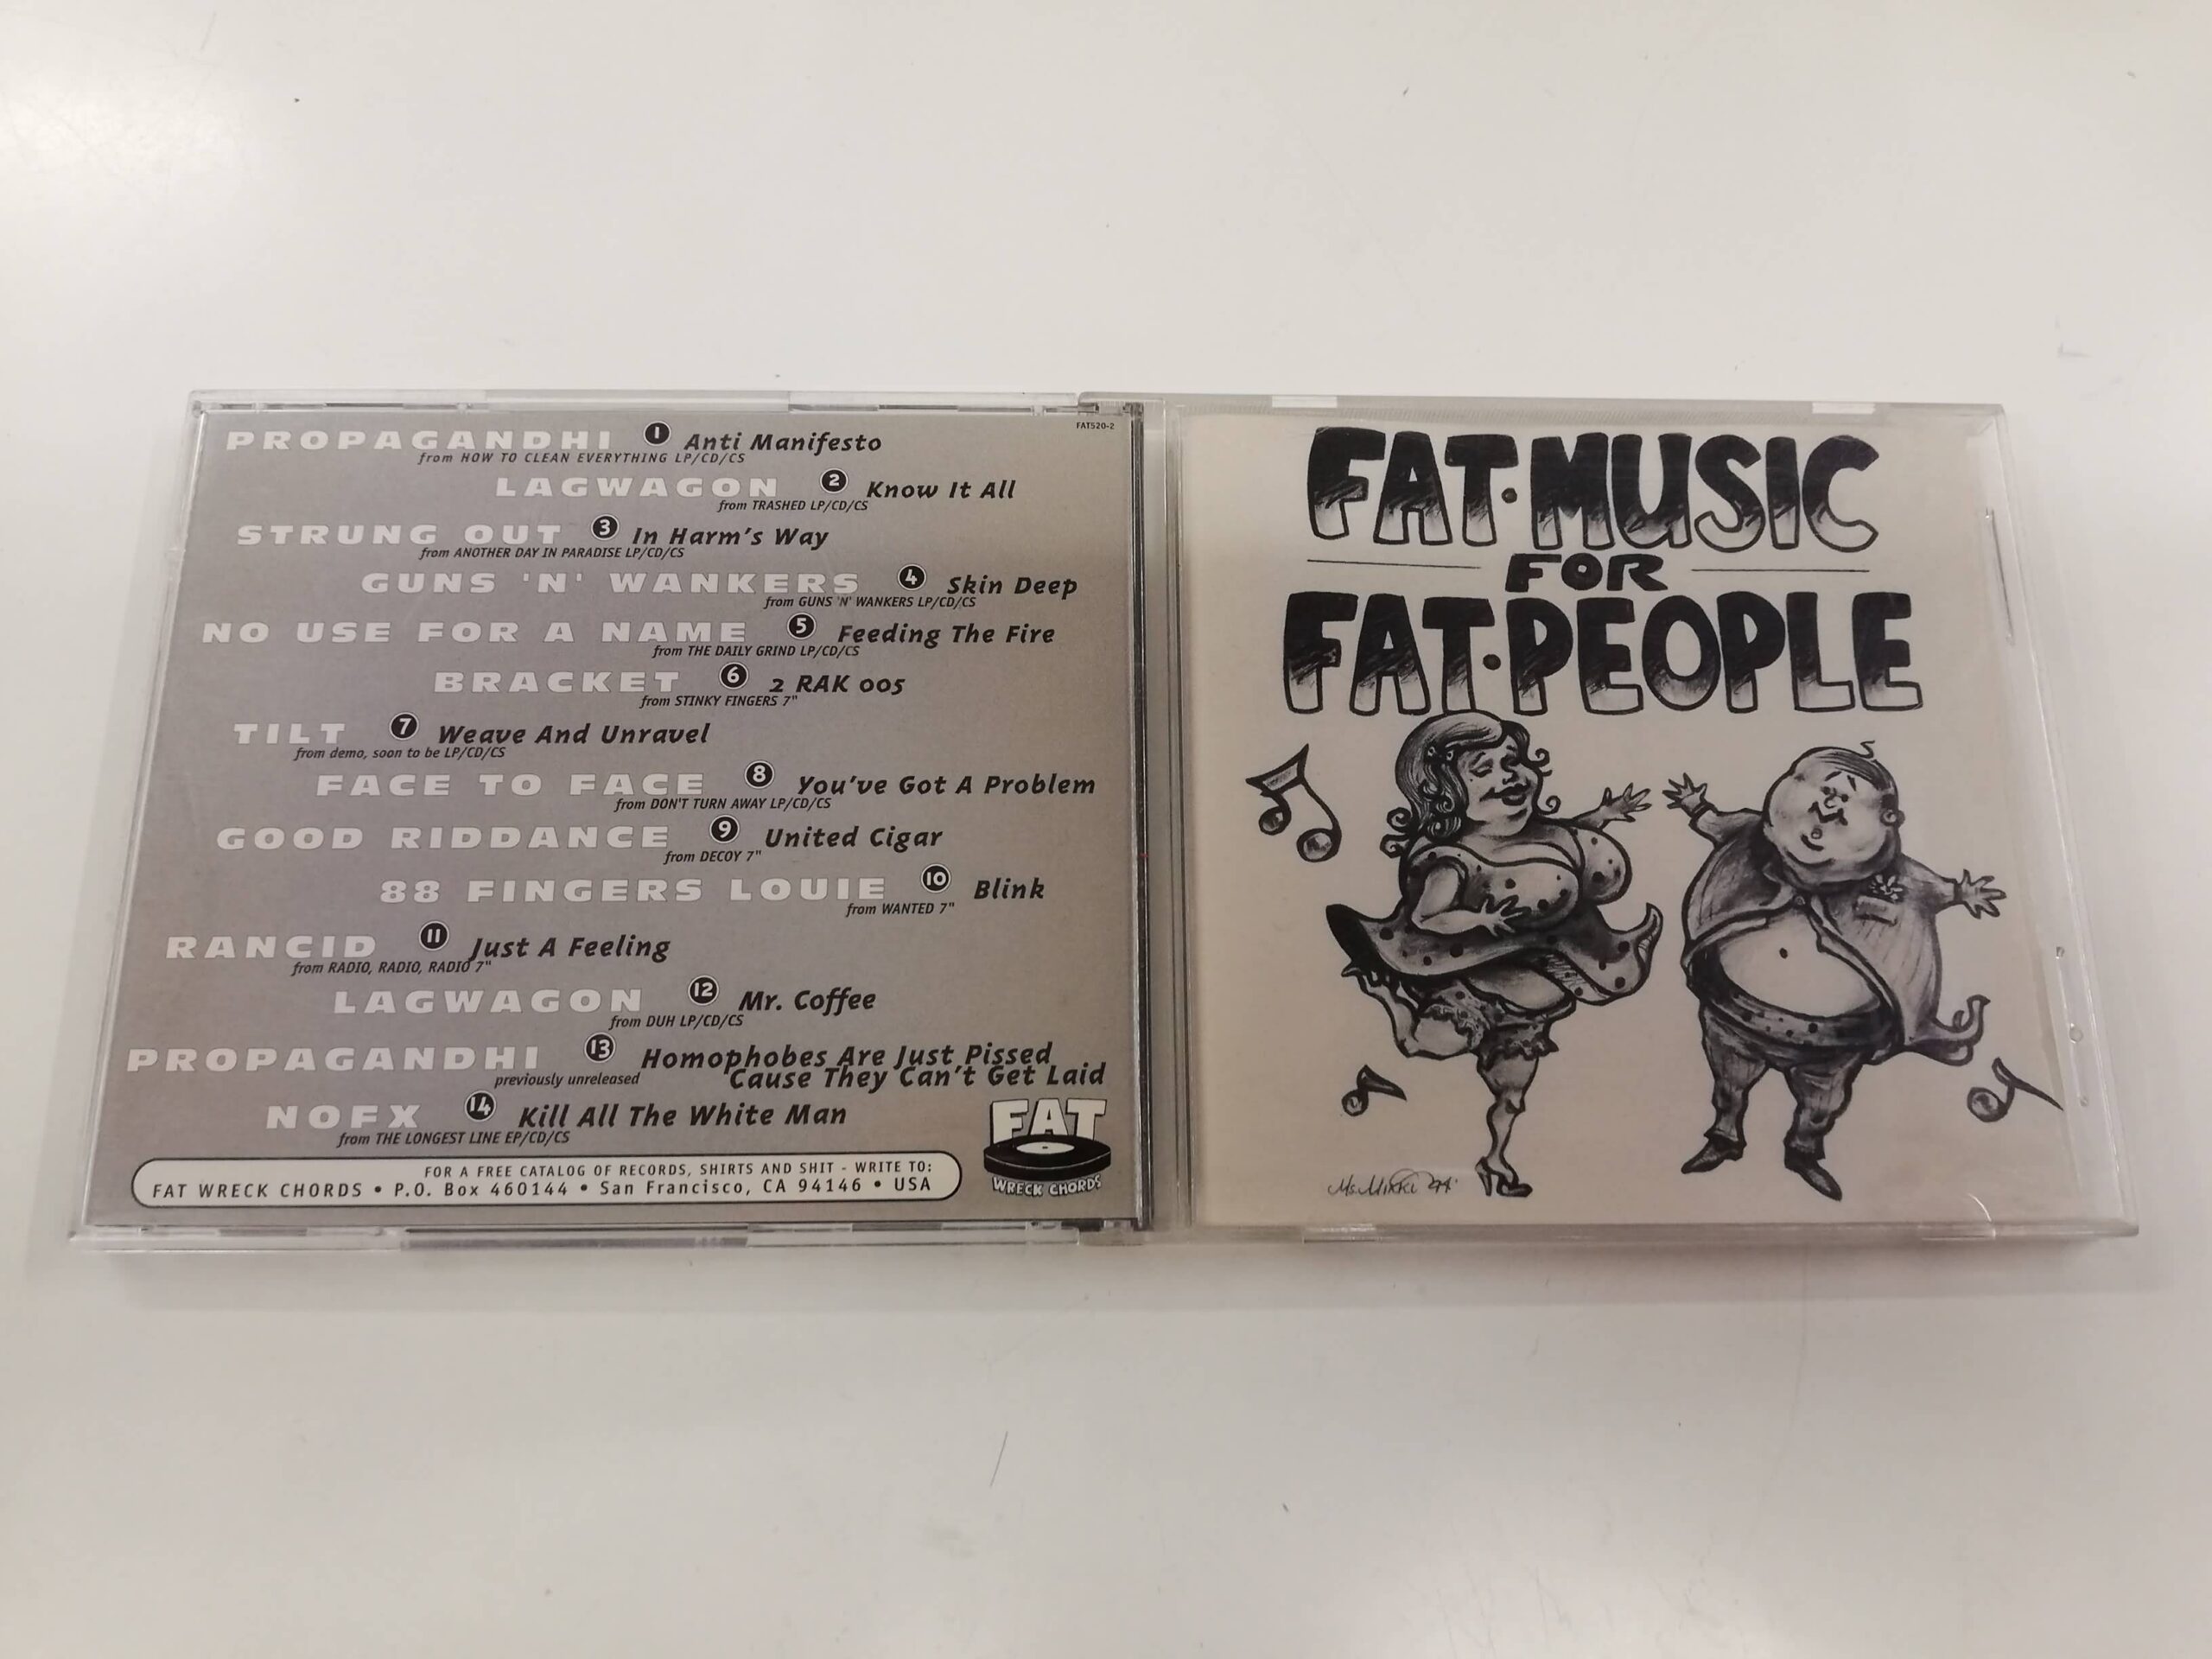 FAT520-2
PROPAGANDHI 1 Anti Manifesto
from HOW TO CLEAN EVERYTHING LP/CD/CS
LAGWAGON 2 Know It All
from TRASHED LP/CD/CS
STRUNG OUT 3 In Harm's Way
from ANOTHER DAY IN PARADISE LP/CD/CS
GUNS 'N' WANKERS 4 Skin Deep
from GUNS 'N' WANKERS LP/CD/CS
NO USE FOR A NAME 5 Feeding The Fire
from THE DAILY GRIND LP/CD/CS
BRACKET 6 2 RAK 005
from STINKY FINGERS 7"
TILT 7 Weave And Unravel
from demo, soon to be LP/CD/CS
FACE TO FACE 8 You've Got A Problem
from DON'T TURN AWAY LP/CD/CS
GOOD RIDDANCE 9 United Cigar
from DECOY 7"
88 FINGERS LOUIE 10 Blink
from WANTED 7"
RANCID 11 Just A Feeling
from RADIO, RADIO, RADIO 7"
LAGWAGON 12 Mr. Coffee
from DUH LP/CD/CS
PROPAGANDHI 13 Homophobes Are Just Pissed
previously unreleased Cause They Can't Get Laid
NOFX 14 Kill All The White Man
from THE LONGEST LINE EP/CD/CS
FOR A FREE CATALOG OF RECORDS, SHIRTS AND SHIT - WRITE TO:
FAT WRECK CHORDS • P.O. Box 460144 • San Francisco, CA 94146 • USA
FAT
WRECK CHORDS
FAT·MUSIC
FOR
FAT·PEOPLE
Ms. Mikki 94'